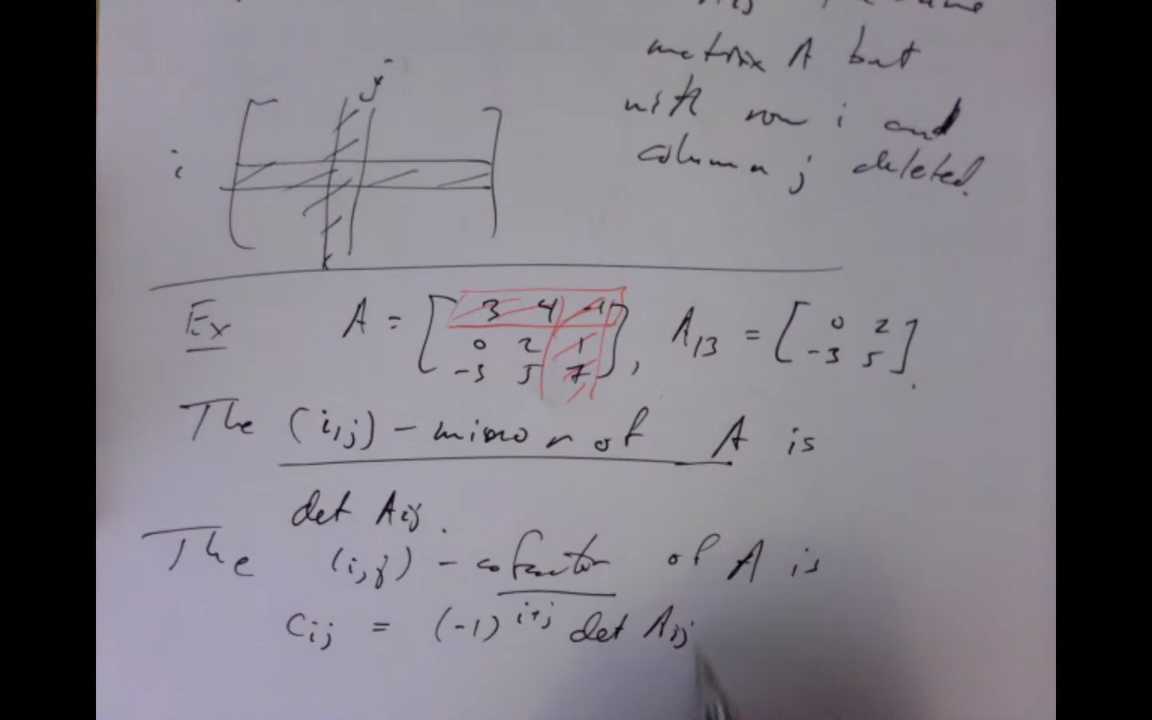 matrix A but
with row i and
column j deleted.
j
i
Ex A = [ 3 4 -1
0 2 1
-3 5 7 ] , A13 = [ 0 2
-3 5 ] .
The (i,j) - minor of A is
det Aij .
The (i,j) - cofactor of A is
Cij = (-1)^i+j det Aij